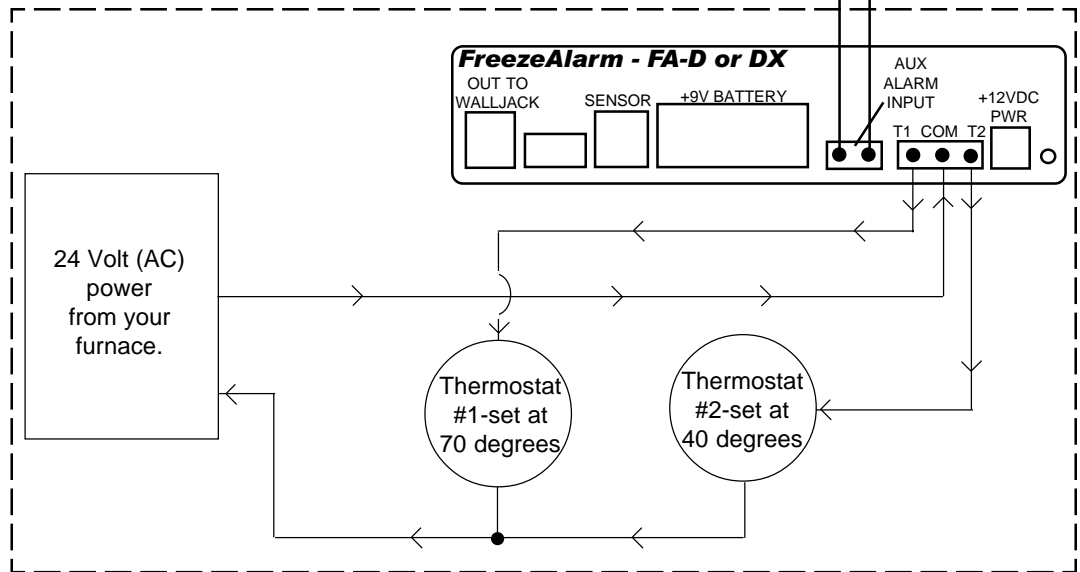 FreezeAlarm - FA-D or DX
OUT TO
WALLJACK
SENSOR
+9V BATTERY
AUX
ALARM
INPUT
+12VDC
PWR
T1 COM T2
24 Volt (AC)
power
from your
furnace.
Thermostat
#1-set at
70 degrees
Thermostat
#2-set at
40 degrees